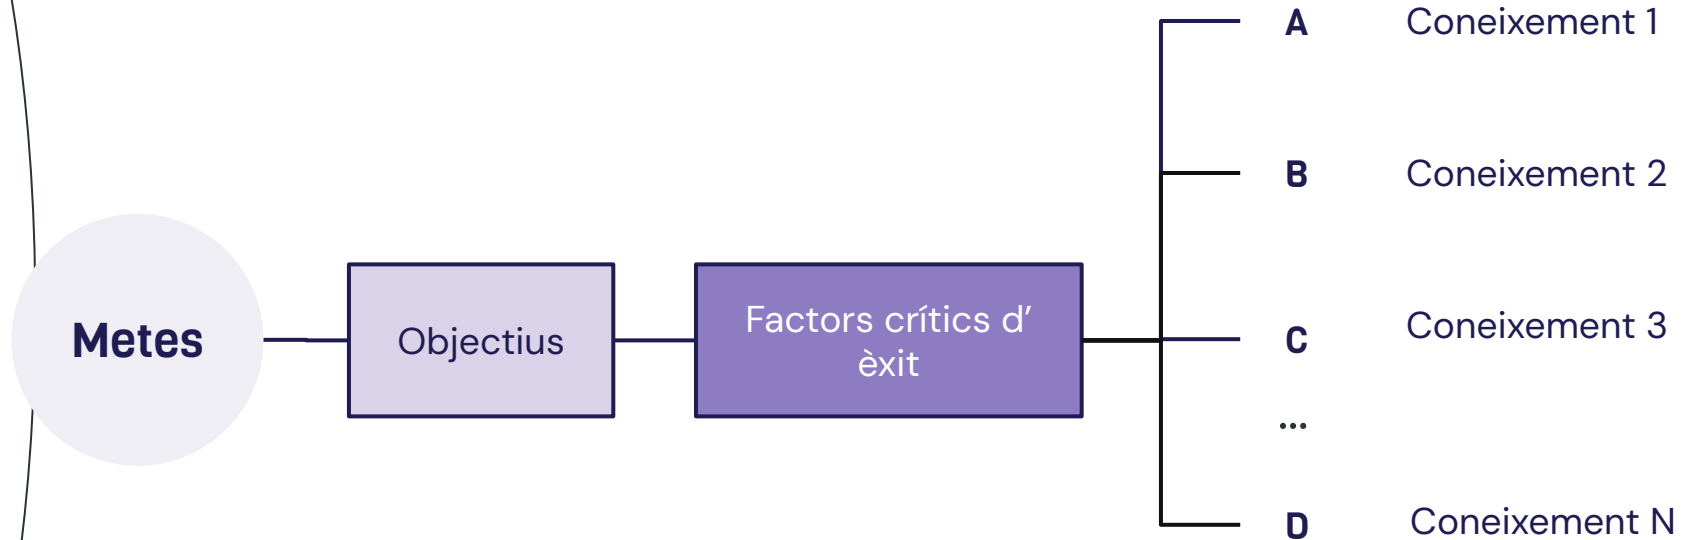 A Coneixement 1
B Coneixement 2
Metes
Objectius
Factors crítics d'
èxit
C Coneixement 3
...
D Coneixement N